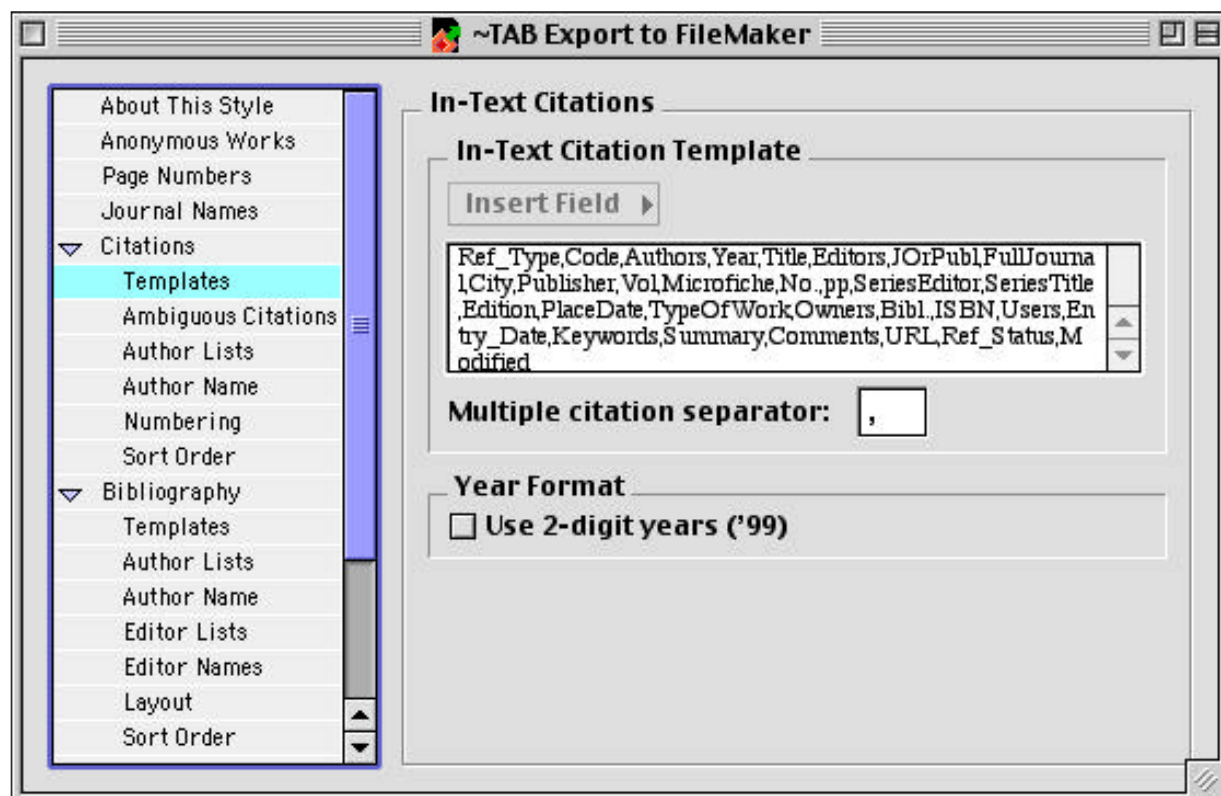 ~TAB Export to FileMaker
About This Style
Anonymous Works
Page Numbers
Journal Names
Citations
Templates
Ambiguous Citations
Author Lists
Author Name
Numbering
Sort Order
Bibliography
Templates
Author Lists
Author Name
Editor Lists
Editor Names
Layout
Sort Order
In-Text Citations
In-Text Citation Template
Insert Field
Ref_Type,Code,Authors,Year,Title,Editors,JOrPubl,FullJourna
l,City,Publisher,Vol,Microfiche,No.,pp,SeriesEditor,SeriesTitle
,Edition,PlaceDate,TypeOfWork,Owners,Bibl.,ISBN,Users,En
try_Date,Keywords,Summary,Comments,URL,Ref_Status,M
odified
Multiple citation separator: ,
Year Format
Use 2-digit years ('99)